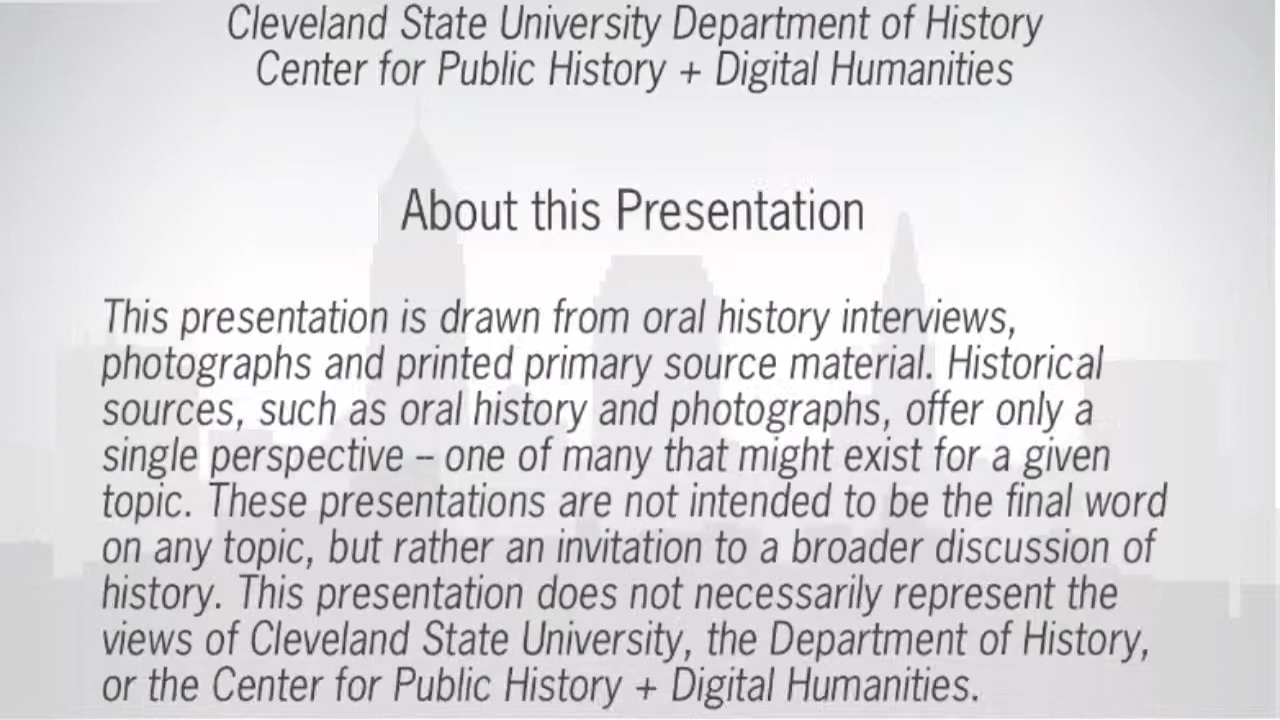 Cleveland State University Department of History
Center for Public History + Digital Humanities
About this Presentation
This presentation is drawn from oral history interviews,
photographs and printed primary source material. Historical
sources, such as oral history and photographs, offer only a
single perspective – one of many that might exist for a given
topic. These presentations are not intended to be the final word
on any topic, but rather an invitation to a broader discussion of
history. This presentation does not necessarily represent the
views of Cleveland State University, the Department of History,
or the Center for Public History + Digital Humanities.